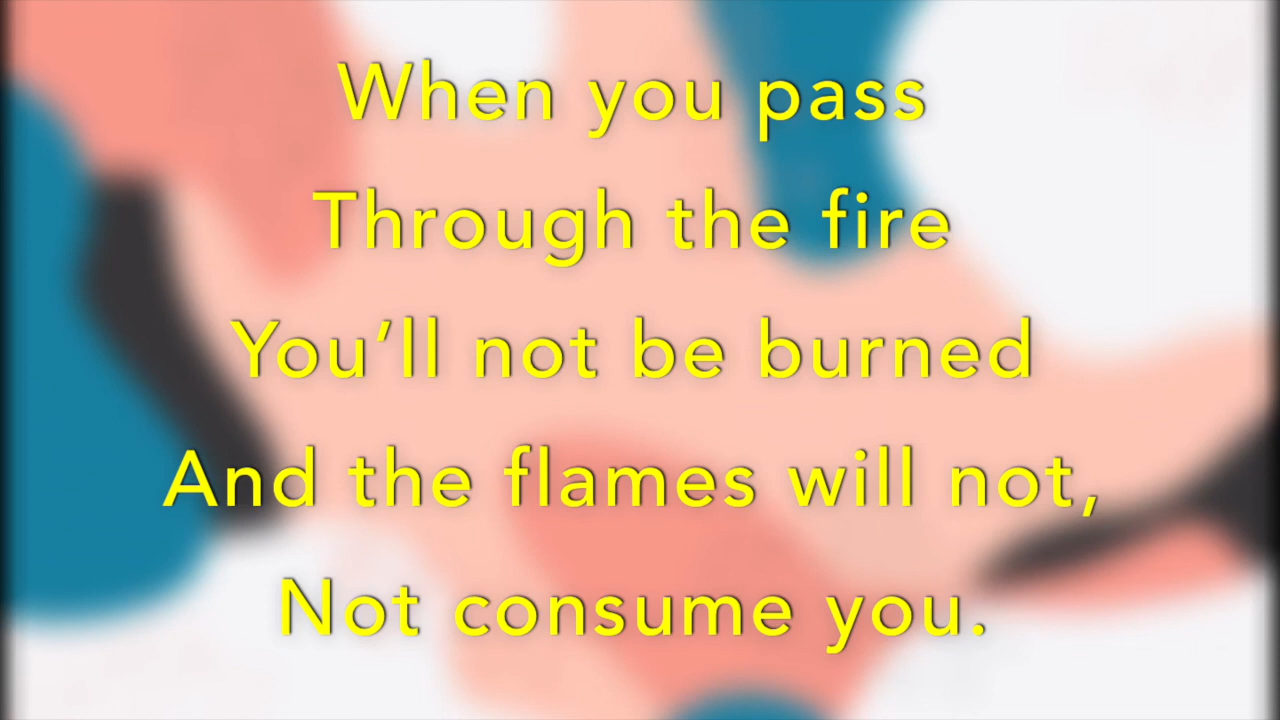 When you pass
Through the fire
You’ll not be burned
And the flames will not,
Not consume you.